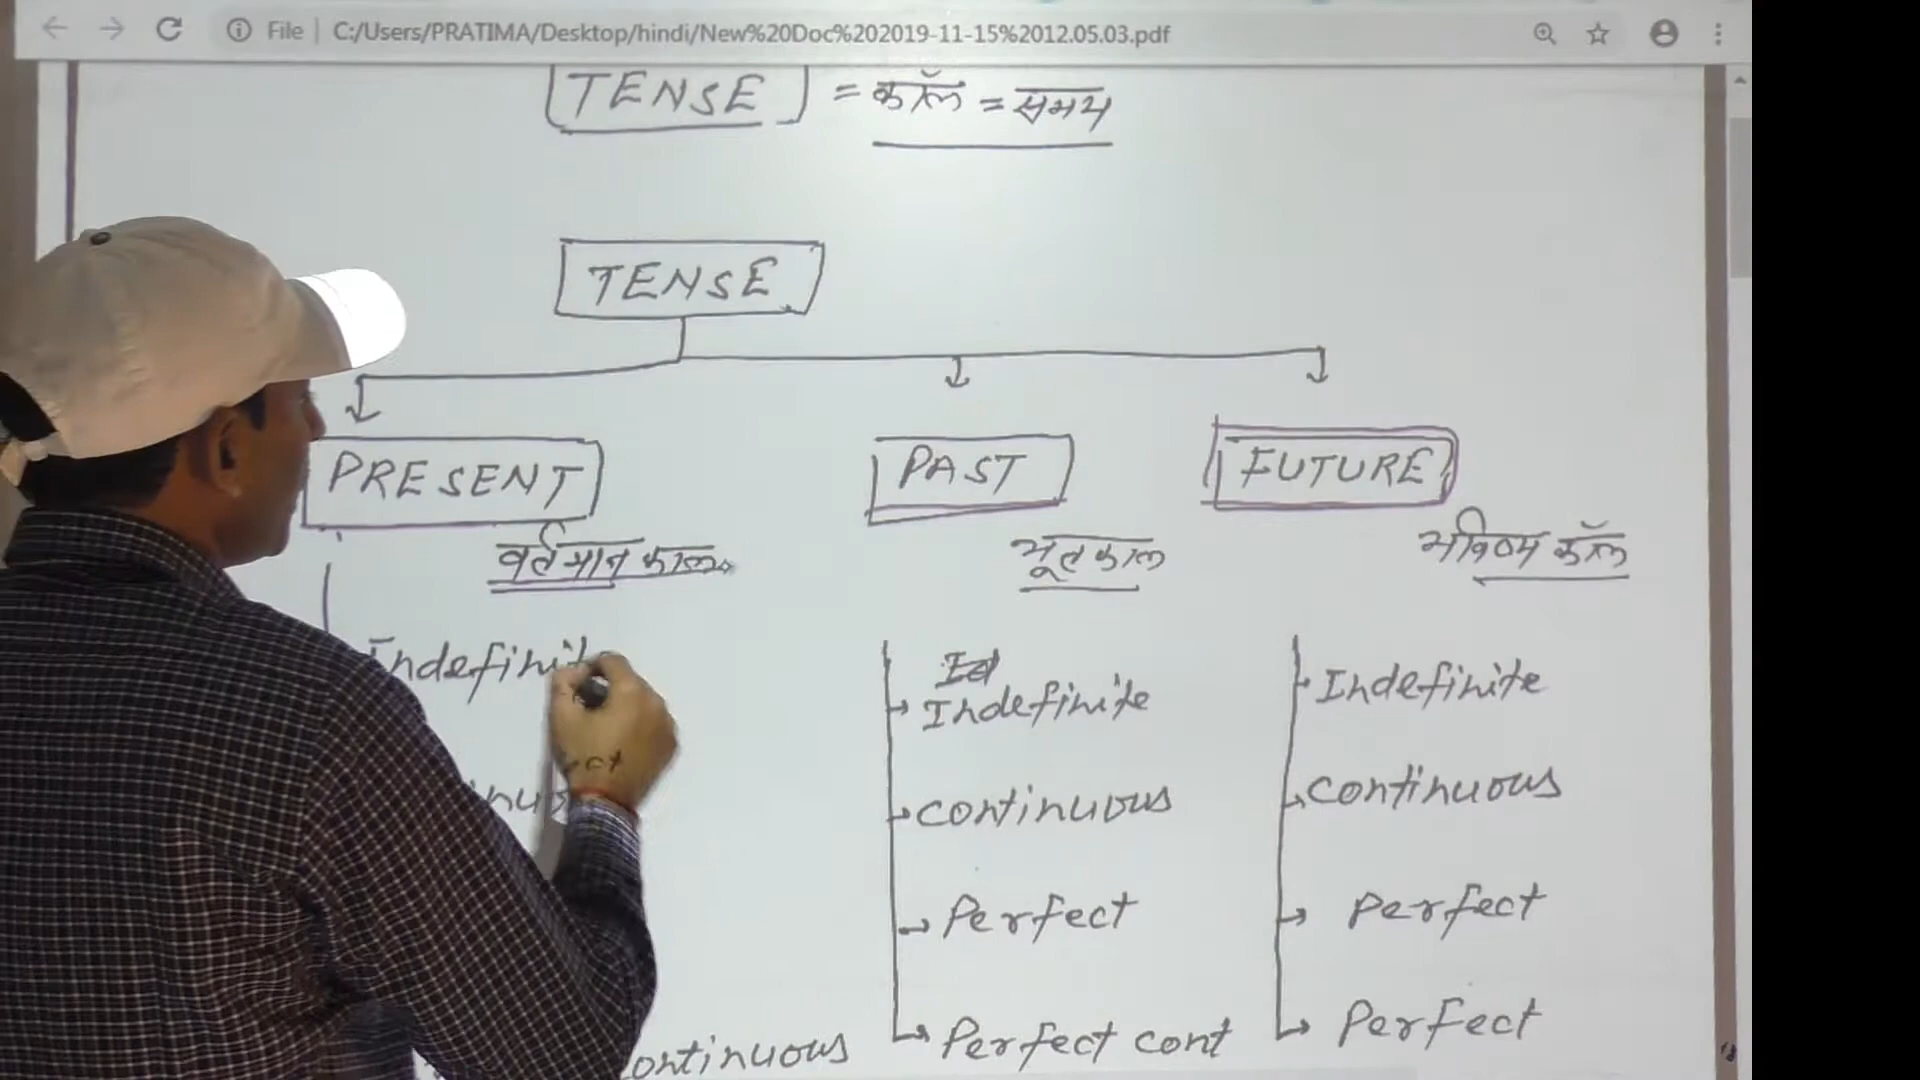 File | C:/Users/PRATIMA/Desktop/hindi/New%20Doc%202019-11-15%2012.05.03.pdf
TENSE = कॉल = समय
TENSE
PRESENT
वर्तमान काल
Indefinite
ontinuous
PAST
भूतकाल
Indefinite
continuous
Perfect
Perfect cont
FUTURE
भविष्य कॉल
Indefinite
continuous
Perfect
Perfect